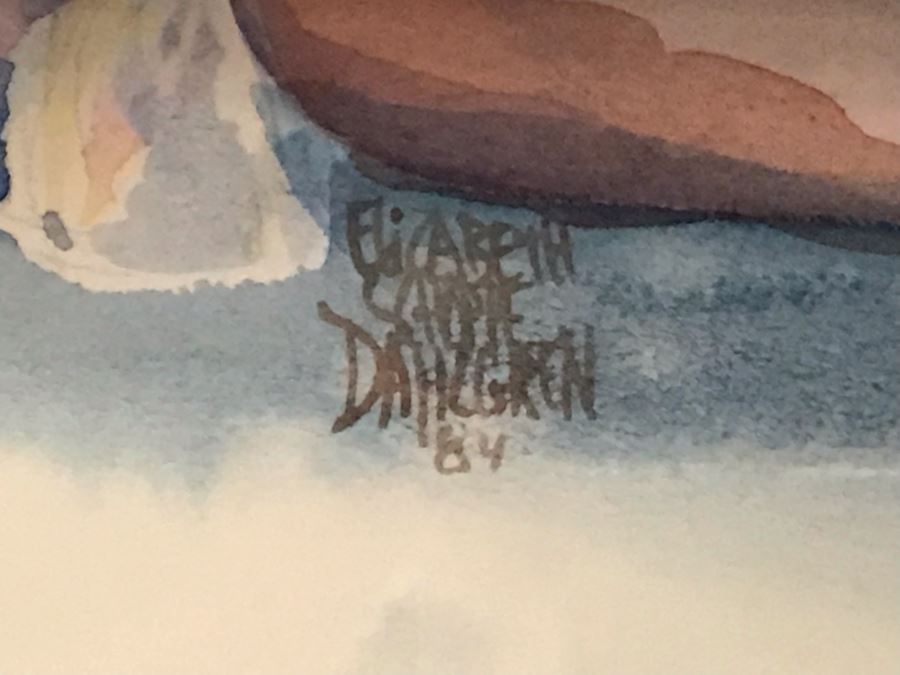 ELiZABETH
DAHLGREN
84